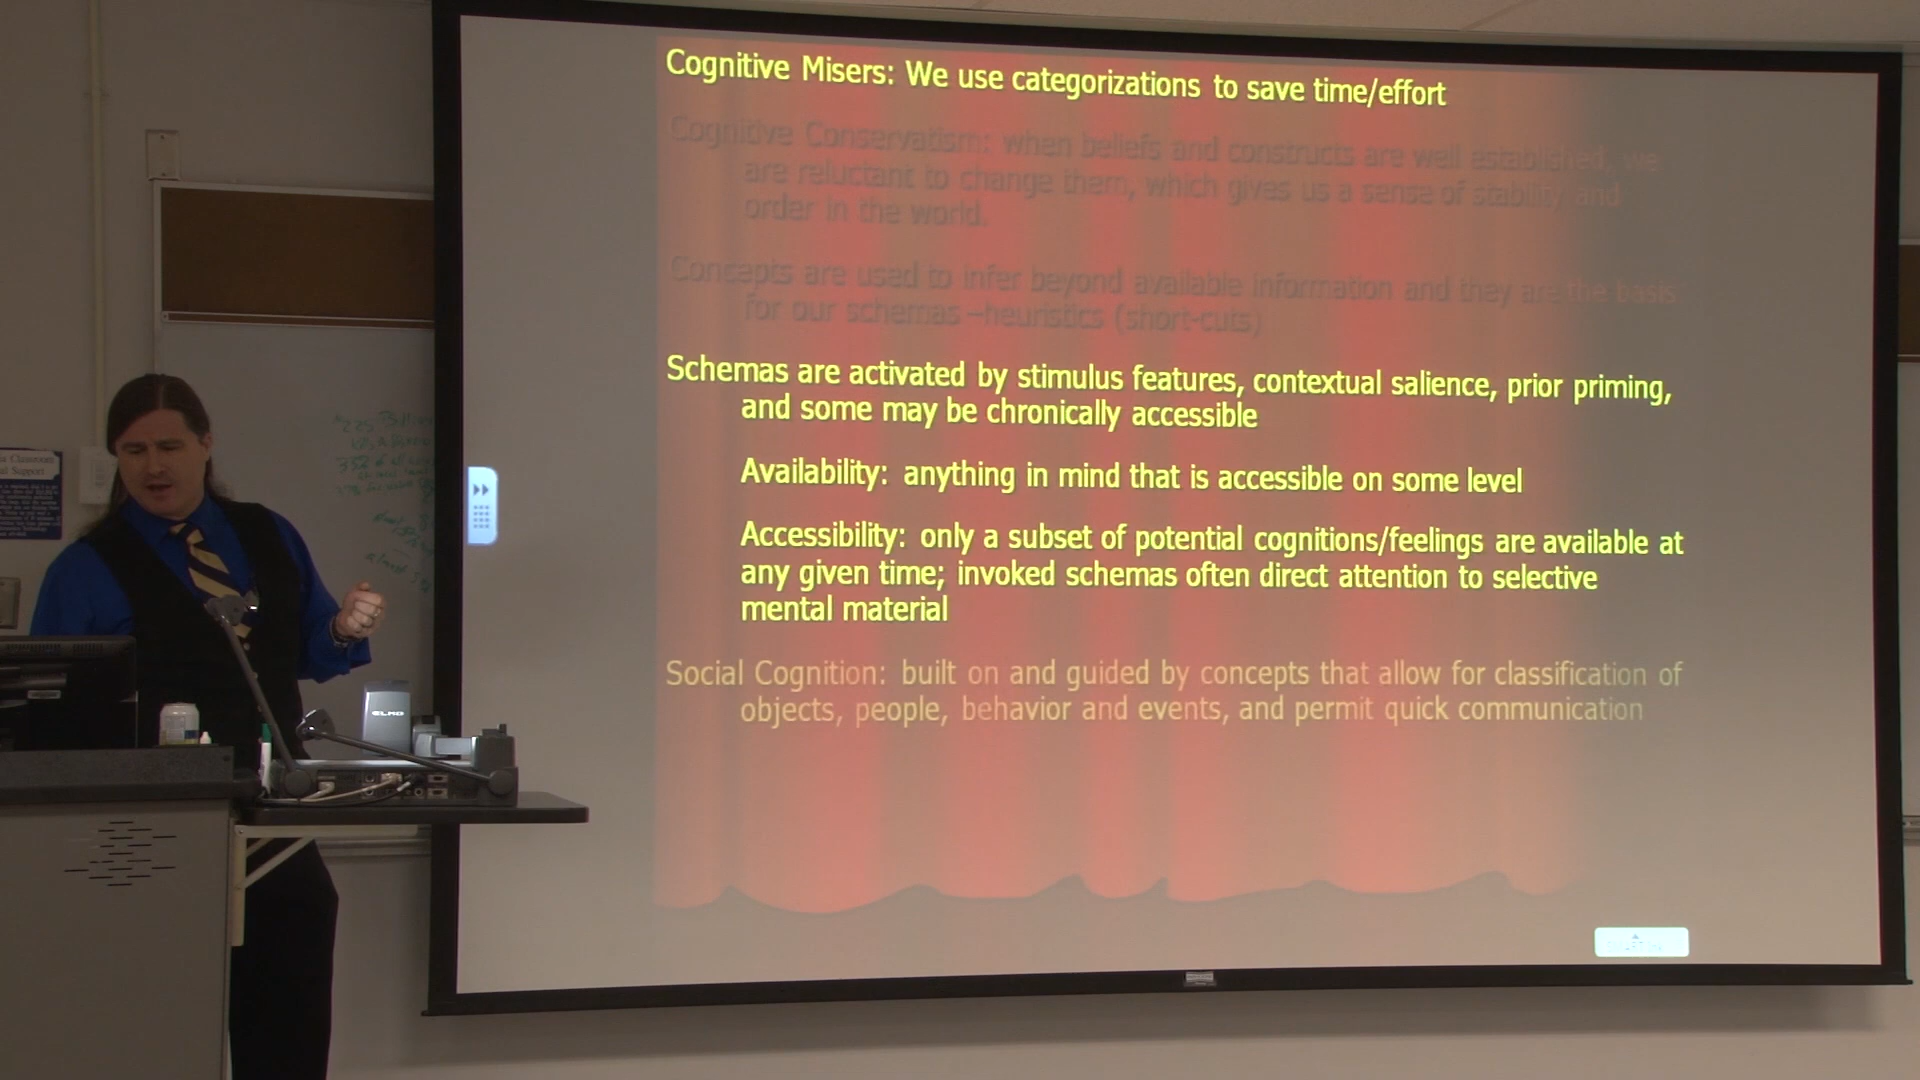 Cognitive Misers: We use categorizations to save time/effort
Cognitive Conservatism: when beliefs and constructs are well established, we
are reluctant to change them, which gives us a sense of stability and
order in the world.
Concepts are used to infer beyond available information and they are the basis
for our schemas –heuristics (short-cuts)
Schemas are activated by stimulus features, contextual salience, prior priming,
and some may be chronically accessible
Availability: anything in mind that is accessible on some level
Accessibility: only a subset of potential cognitions/feelings are available at
any given time; invoked schemas often direct attention to selective
mental material
Social Cognition: built on and guided by concepts that allow for classification of
objects, people, behavior and events, and permit quick communication
Classroom
Support
ELMO